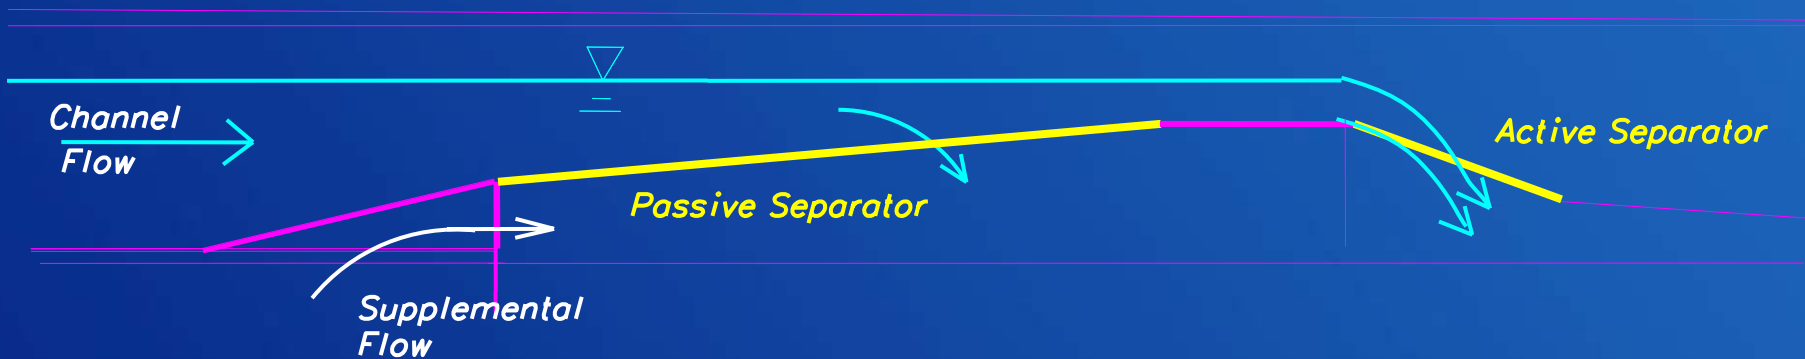 Channel
Flow
Active Separator
Passive Separator
Supplemental
Flow